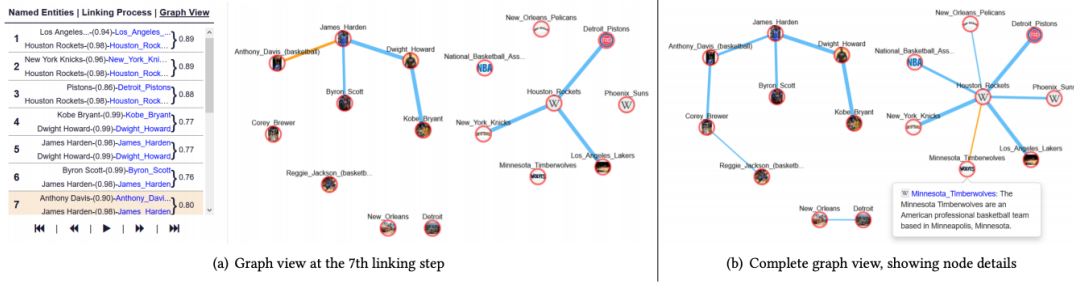 Named Entities | Linking Process | Graph View
1
Los Angeles...-(0.94)-Los_Angeles_...
Houston Rockets-(0.98)-Houston_Rock...
0.89
2
New York Knicks-(0.96)-New_York_Kni...
Houston Rockets-(0.98)-Houston_Rock...
0.89
3
Pistons-(0.86)-Detroit_Pistons
Houston Rockets-(0.98)-Houston_Rock...
0.88
4
Kobe Bryant-(0.99)-Kobe_Bryant
Dwight Howard-(0.99)-Dwight_Howard
0.77
5
James Harden-(0.98)-James_Harden
Dwight Howard-(0.99)-Dwight_Howard
0.77
6
Byron Scott-(0.99)-Byron_Scott
James Harden-(0.98)-James_Harden
0.76
7
Anthony Davis-(0.90)-Anthony_Davi...
James Harden-(0.98)-James_Harden
0.80
James_Harden
Anthony_Davis_(basketball)
Dwight_Howard
Byron_Scott
Kobe_Bryant
Corey_Brewer
Reggie_Jackson_(basketb...
New_Orleans
Detroit
New_Orleans_Pelicans
Detroit_Pistons
National_Basketball_Ass...
NBA
Houston_Rockets
W
Phoenix_Suns
W
New_York_Knicks
Los_Angeles_Lakers
Minnesota_Timberwolves
WOLVES
(a) Graph view at the 7th linking step
James_Harden
Anthony_Davis_(basketball)
Dwight_Howard
Byron_Scott
Kobe_Bryant
Corey_Brewer
Reggie_Jackson_(basketb...
New_Orleans
Detroit
New_Orleans_Pelicans
Detroit_Pistons
National_Basketball_Ass...
NBA
Houston_Rockets
W
Phoenix_Suns
W
New_York_Knicks
Los_Angeles_Lakers
Minnesota_Timberwolves
WOLVES
W Minnesota_Timberwolves: The
Minnesota Timberwolves are an
American professional basketball team
based in Minneapolis, Minnesota.
(b) Complete graph view, showing node details